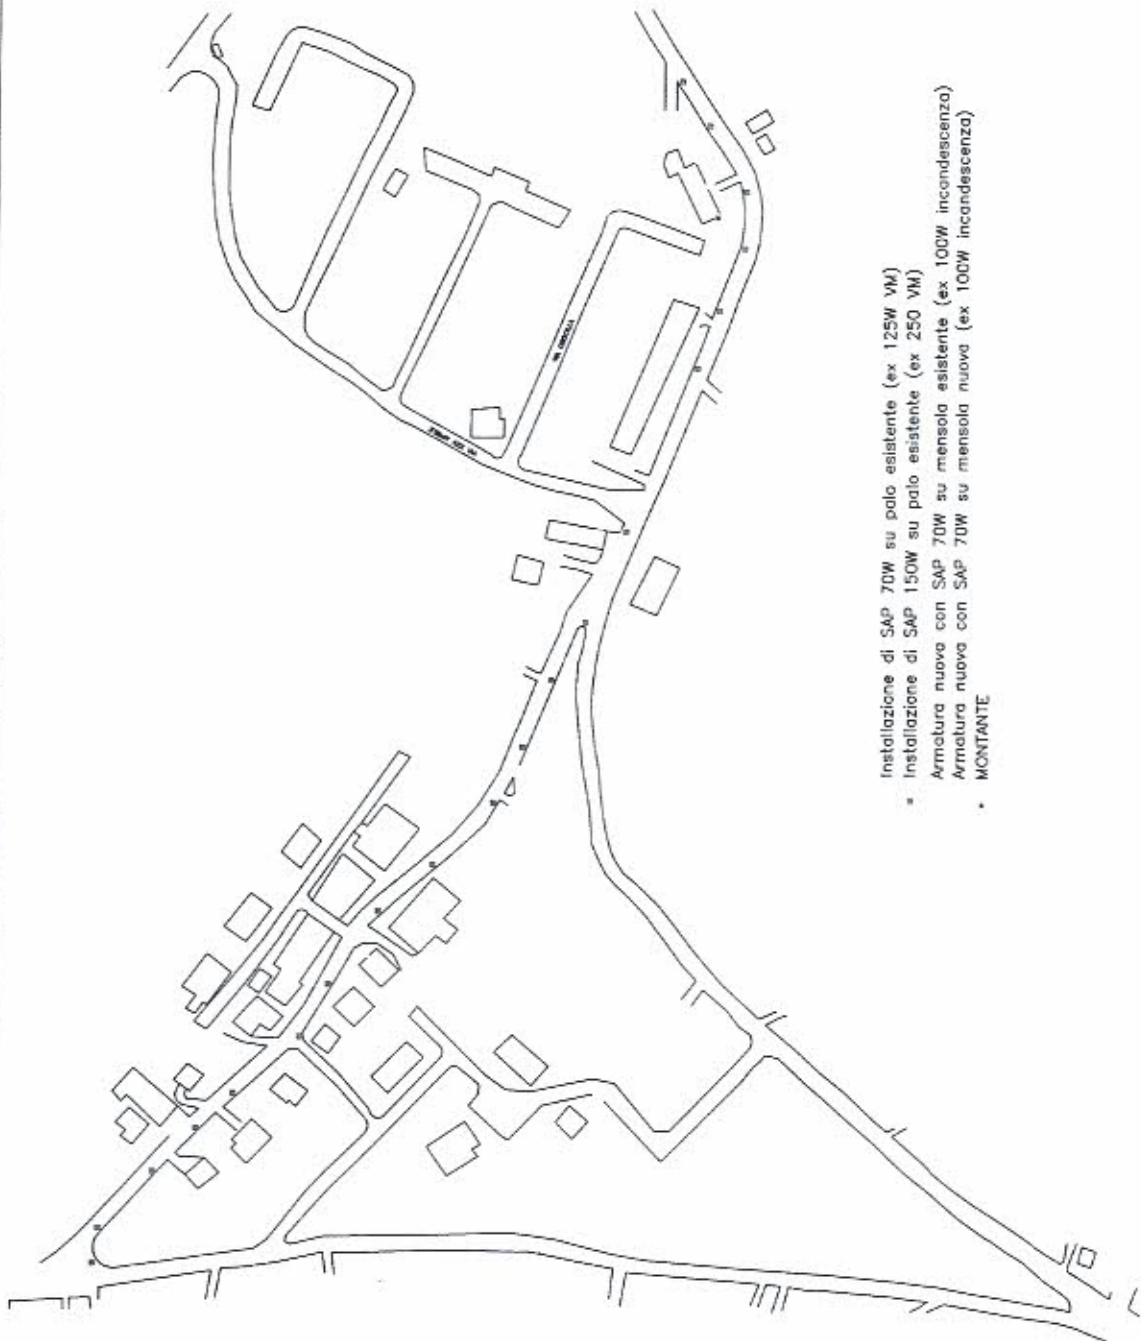 Installazione di SAP 70W su palo esistente (ex 125W VM)
Installazione di SAP 150W su palo esistente (ex 250 VM)
Armatura nuova con SAP 70W su mensola esistente (ex 100W incandescenza)
Armatura nuova con SAP 70W su mensola nuova (ex 100W incandescenza)
MONTANTE